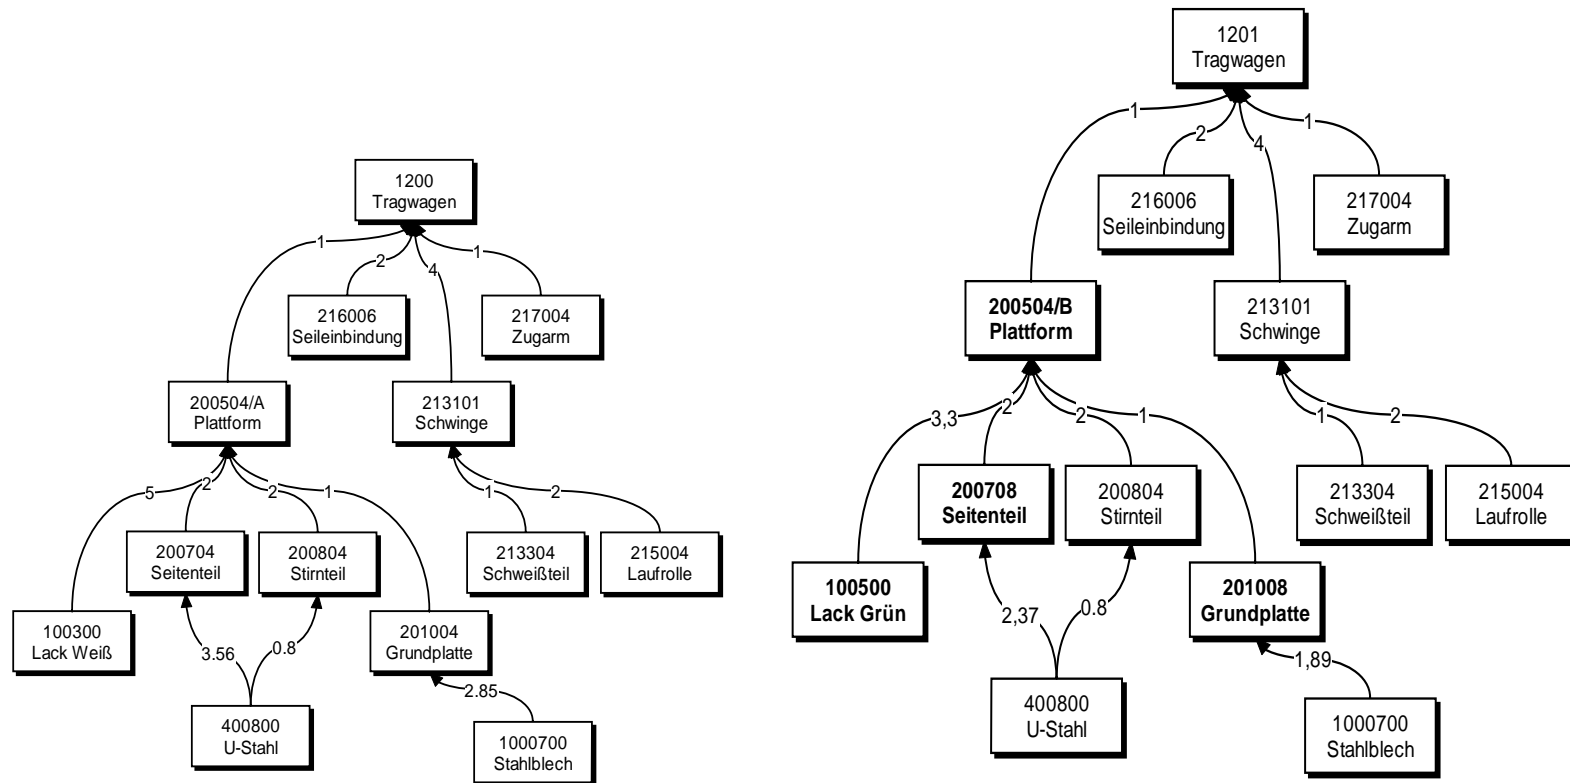 1200
Tragwagen
1
2
4
1
216006
Seileinbindung
217004
Zugarm
200504/A
Plattform
213101
Schwinge
5
2
2
1
1
2
200704
Seitenteil
200804
Stirnteil
213304
Schweißteil
215004
Laufrolle
100300
Lack Weiß
201004
Grundplatte
3.56
0.8
2.85
400800
U-Stahl
1000700
Stahlblech
1201
Tragwagen
1
2
4
1
216006
Seileinbindung
217004
Zugarm
200504/B
Plattform
213101
Schwinge
3,3
2
2
1
1
2
200708
Seitenteil
200804
Stirnteil
213304
Schweißteil
215004
Laufrolle
100500
Lack Grün
201008
Grundplatte
2,37
0.8
1,89
400800
U-Stahl
1000700
Stahlblech